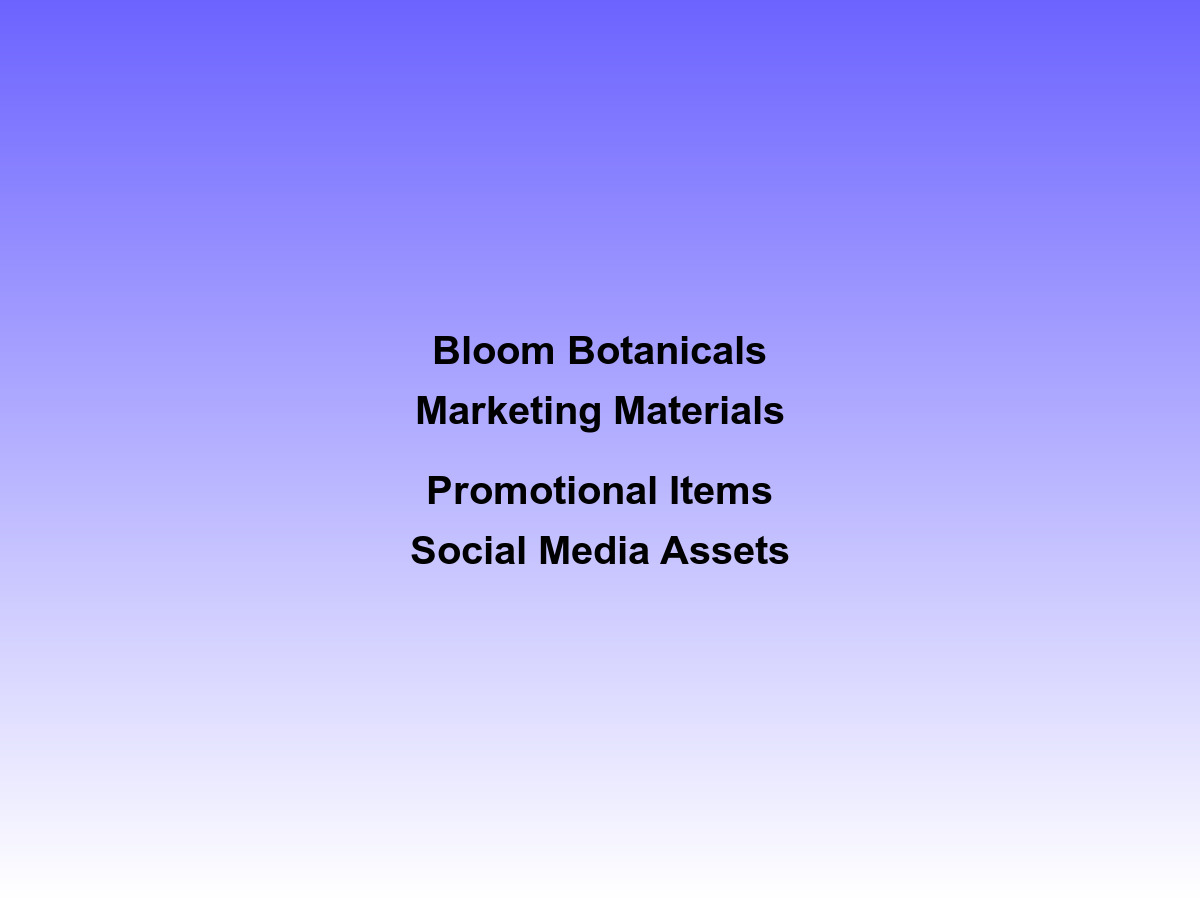 Bloom Botanicals
Marketing Materials
Promotional Items
Social Media Assets